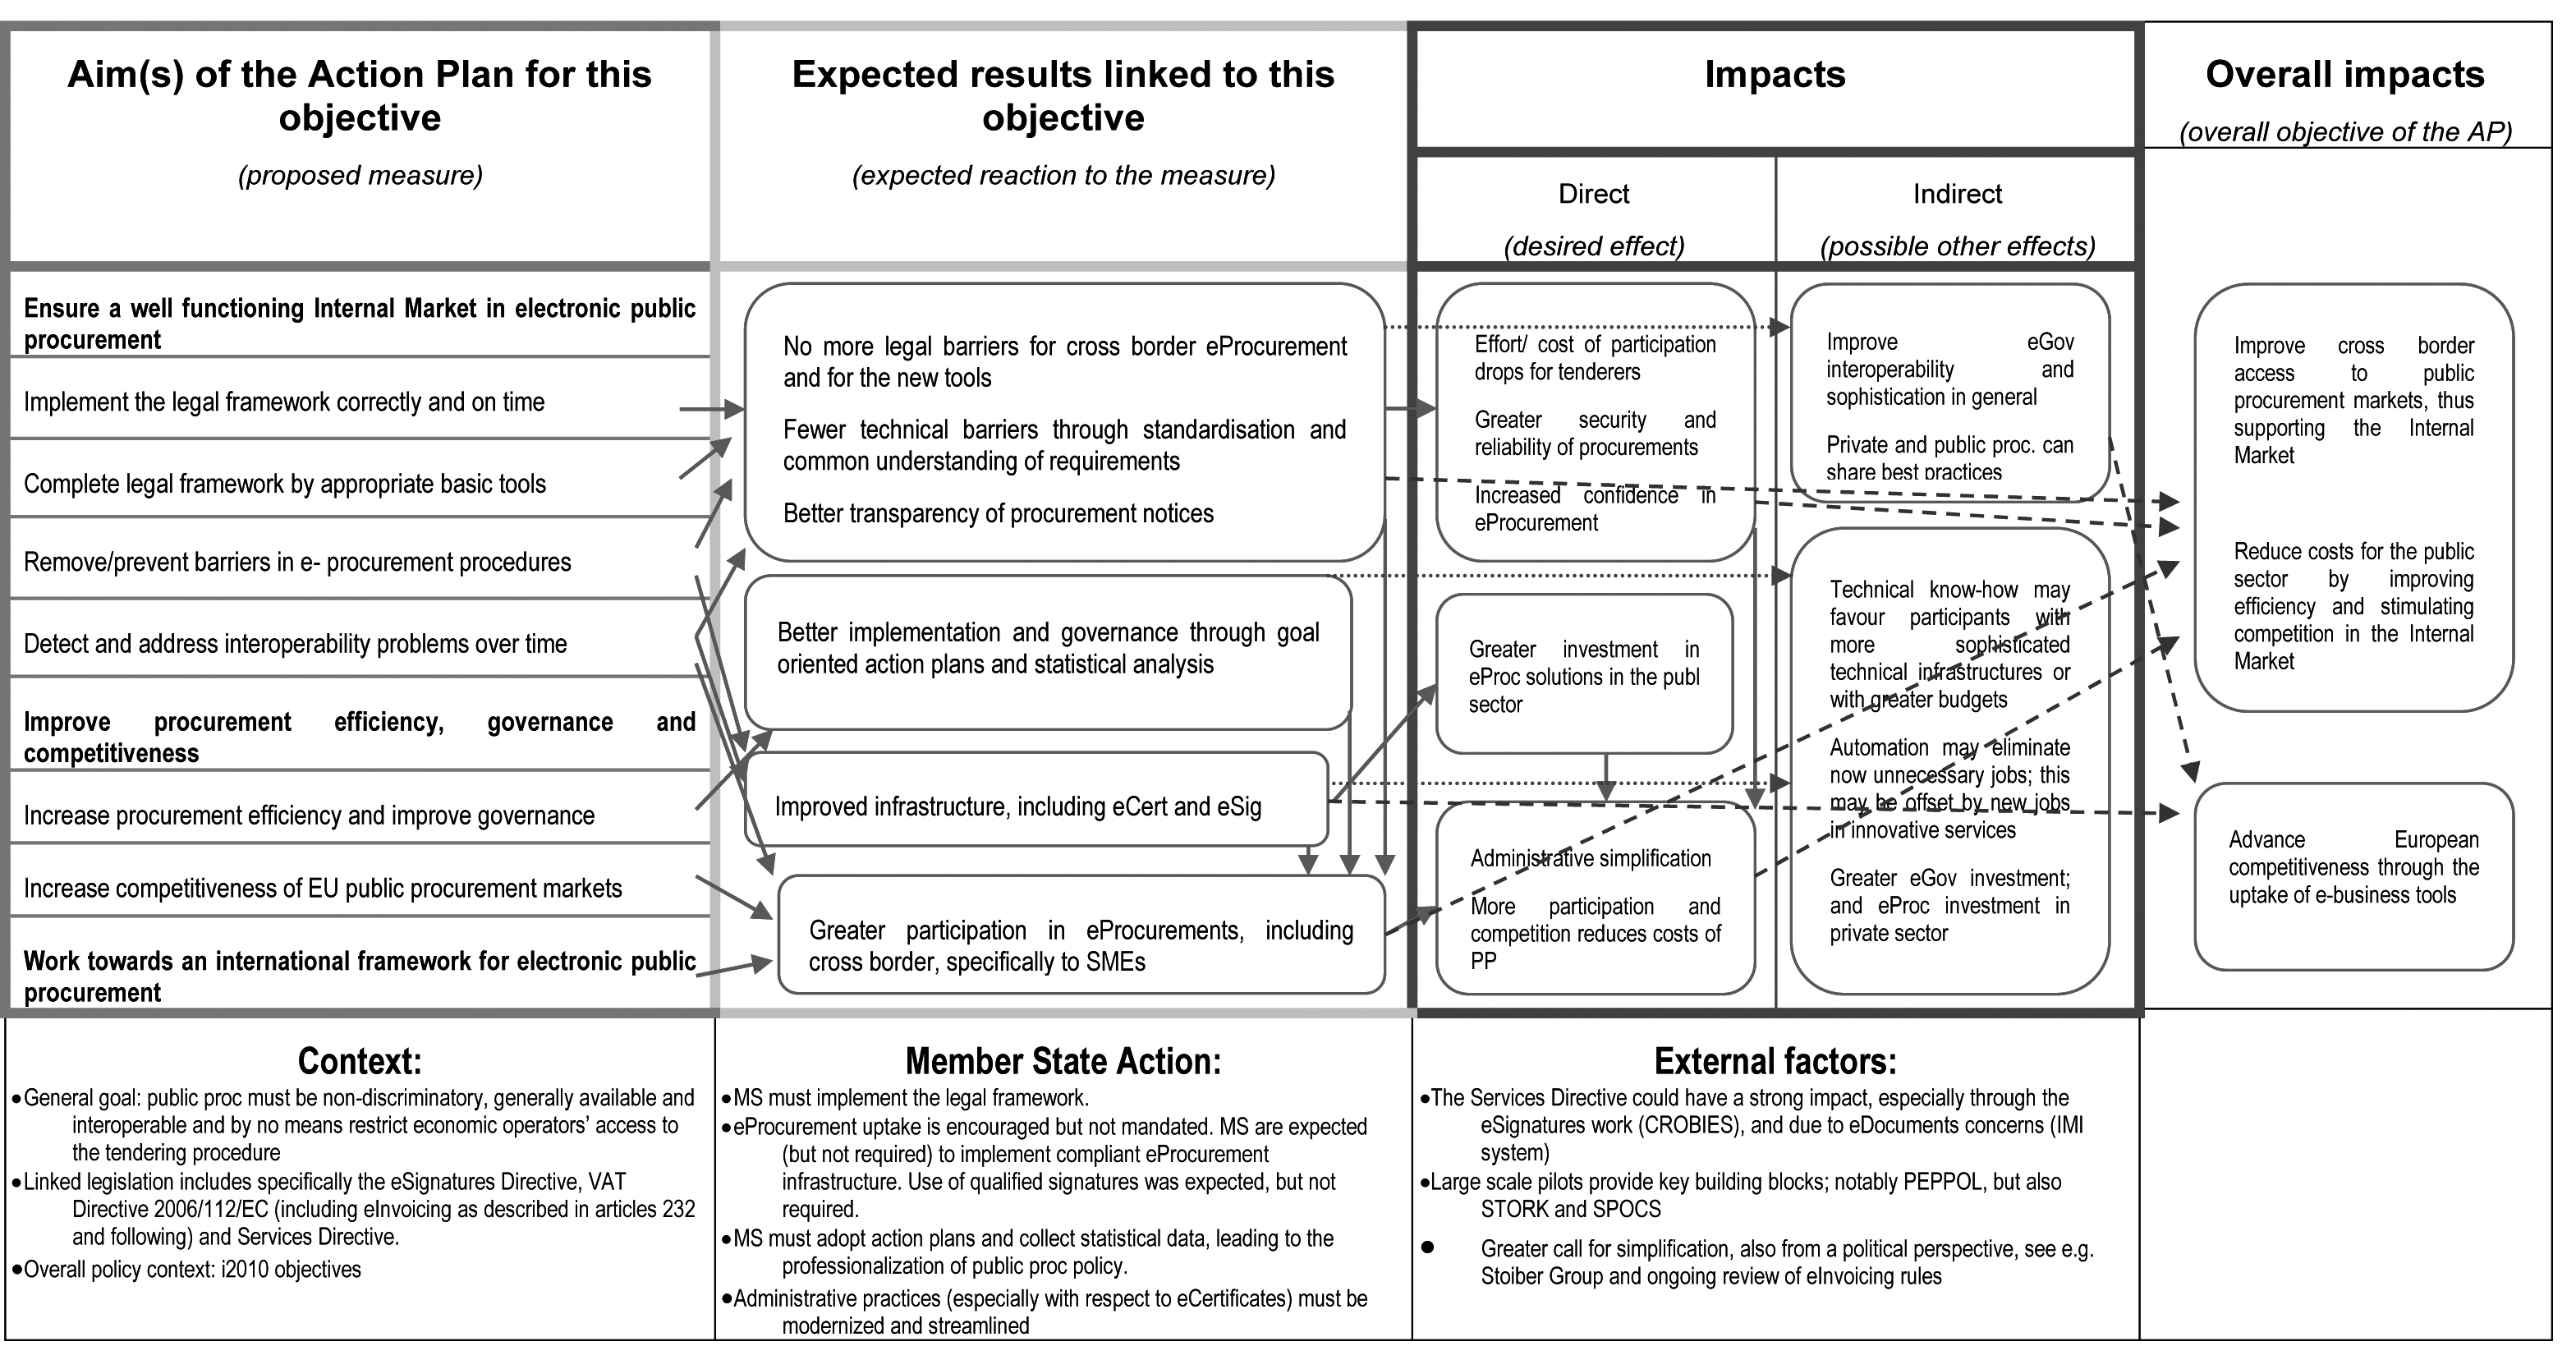 Aim(s) of the Action Plan for this
objective
(proposed measure)
Expected results linked to this
objective
(expected reaction to the measure)
Impacts
Direct
(desired effect)
Indirect
(possible other effects)
Overall impacts
(overall objective of the AP)
Ensure a well functioning Internal Market in electronic public
procurement
Implement the legal framework correctly and on time
Complete legal framework by appropriate basic tools
Remove/prevent barriers in e- procurement procedures
Detect and address interoperability problems over time
Improve procurement efficiency, governance and
competitiveness
Increase procurement efficiency and improve governance
Increase competitiveness of EU public procurement markets
Work towards an international framework for electronic public
procurement
No more legal barriers for cross border eProcurement
and for the new tools
Fewer technical barriers through standardisation and
common understanding of requirements
Better transparency of procurement notices
Better implementation and governance through goal
oriented action plans and statistical analysis
Improved infrastructure, including eCert and eSig
Greater participation in eProcurements, including
cross border, specifically to SMEs
Effort/ cost of participation
drops for tenderers
Greater security and
reliability of procurements
Increased confidence in
eProcurement
Greater investment in
eProc solutions in the publ
sector
Administrative simplification
More participation and
competition reduces costs of
PP
Improve eGov
interoperability and
sophistication in general
Private and public proc. can
share best practices
Technical know-how may
favour participants with
more sophisticated
technical infrastructures or
with greater budgets
Automation may eliminate
now unnecessary jobs; this
may be offset by new jobs
in innovative services
Greater eGov investment;
and eProc investment in
private sector
Improve cross border
access to public
procurement markets, thus
supporting the Internal
Market
Reduce costs for the public
sector by improving
efficiency and stimulating
competition in the Internal
Market
Advance European
competitiveness through the
uptake of e-business tools
Context:
●General goal: public proc must be non-discriminatory, generally available and
interoperable and by no means restrict economic operators’ access to
the tendering procedure
●Linked legislation includes specifically the eSignatures Directive, VAT
Directive 2006/112/EC (including eInvoicing as described in articles 232
and following) and Services Directive.
●Overall policy context: i2010 objectives
Member State Action:
●MS must implement the legal framework.
●eProcurement uptake is encouraged but not mandated. MS are expected
(but not required) to implement compliant eProcurement
infrastructure. Use of qualified signatures was expected, but not
required.
●MS must adopt action plans and collect statistical data, leading to the
professionalization of public proc policy.
●Administrative practices (especially with respect to eCertificates) must be
modernized and streamlined
External factors:
●The Services Directive could have a strong impact, especially through the
eSignatures work (CROBIES), and due to eDocuments concerns (IMI
system)
●Large scale pilots provide key building blocks; notably PEPPOL, but also
STORK and SPOCS
● Greater call for simplification, also from a political perspective, see e.g.
Stoiber Group and ongoing review of eInvoicing rules